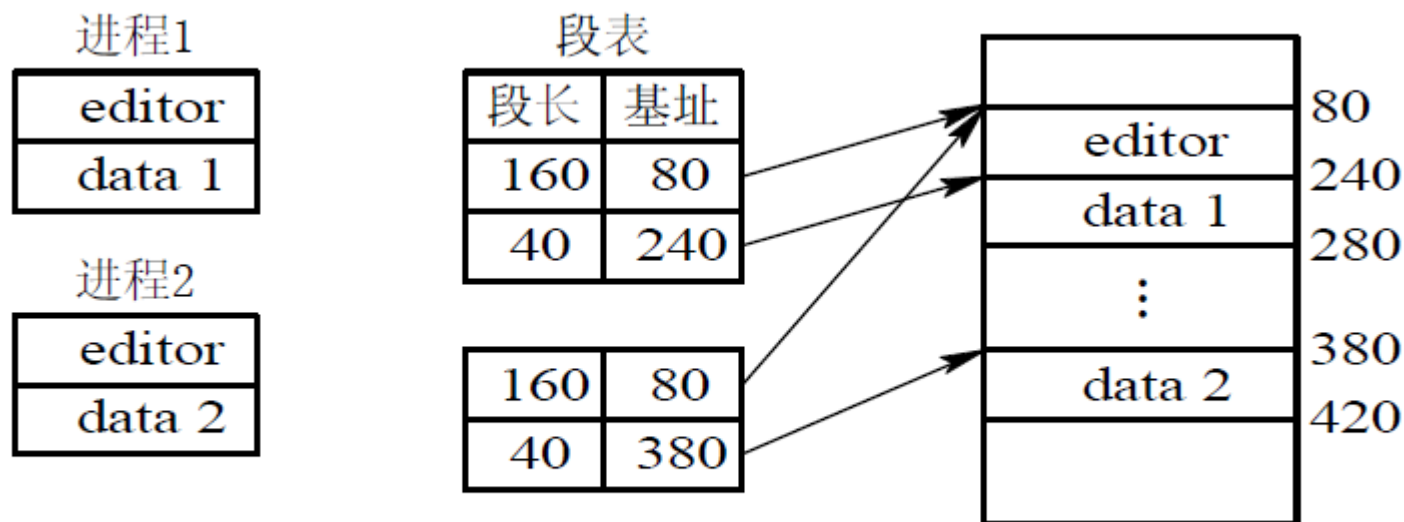 进程1
editor
data 1
进程2
editor
data 2
段表
段长 基址
160 80
40 240
160 80
40 380
80
editor
240
data 1
280
⋮
380
data 2
420